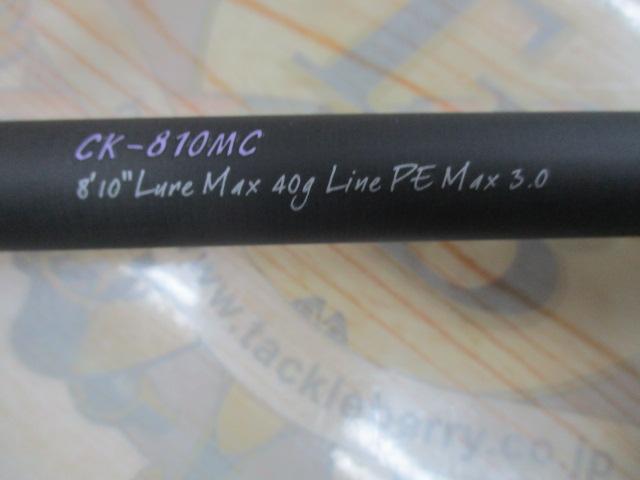 CK-810MC
8'10" Lure Max 40g Line PE Max 3.0
www.tackleberry.co.jp